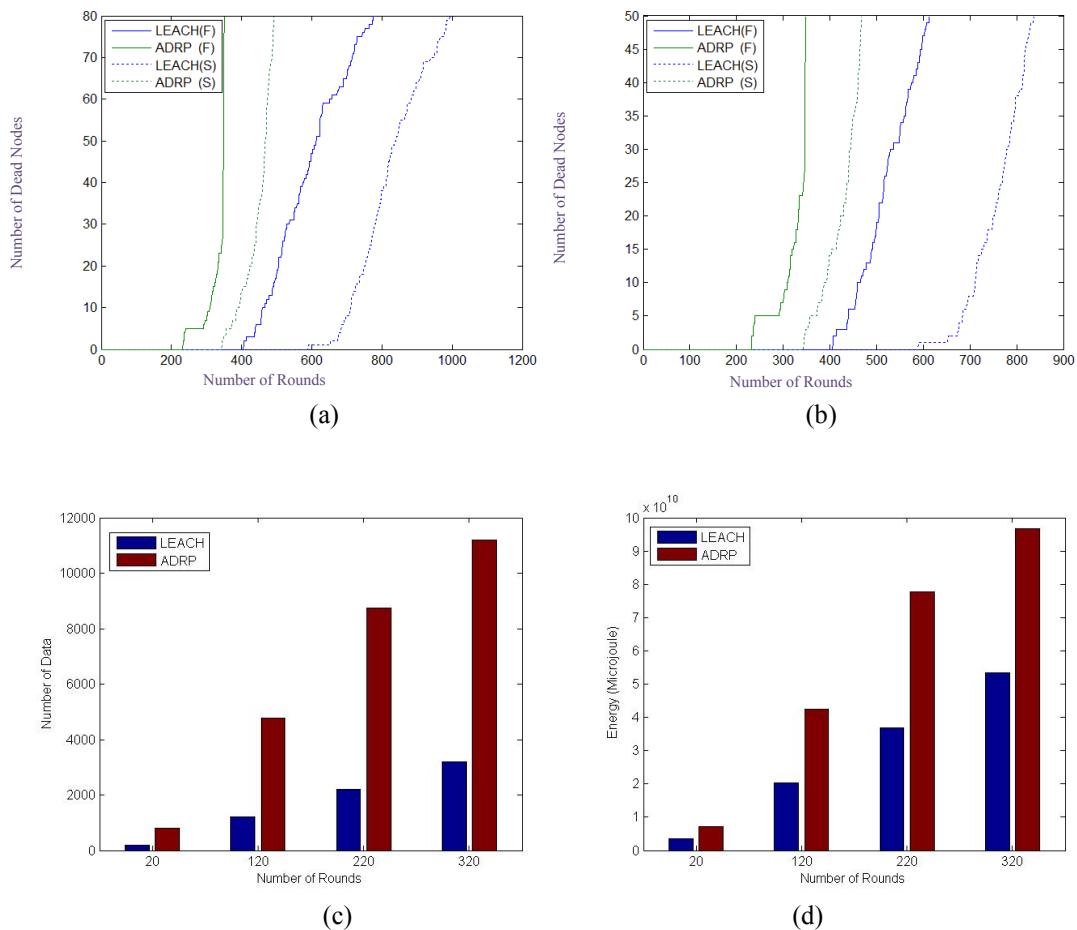 80
70
60
50
40
30
20
10
0
Number of Dead Nodes
LEACH(F)
ADRP (F)
LEACH(S)
ADRP (S)
0 200 400 600 800 1000 1200
Number of Rounds
(a)
50
45
40
35
30
25
20
15
10
5
0
Number of Dead Nodes
LEACH(F)
ADRP (F)
LEACH(S)
ADRP (S)
0 100 200 300 400 500 600 700 800 900
Number of Rounds
(b)
12000
10000
8000
6000
4000
2000
0
Number of Data
LEACH
ADRP
20 120 220 320
Number of Rounds
(c)
x 10^10
10
9
8
7
6
5
4
3
2
1
0
Energy (Microjoule)
LEACH
ADRP
20 120 220 320
Number of Rounds
(d)